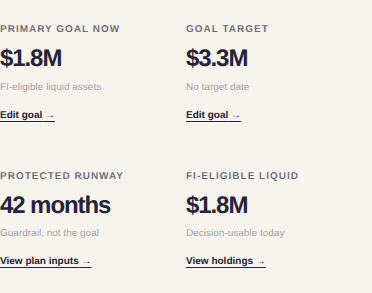 PRIMARY GOAL NOW
$1.8M
FI-eligible liquid assets
Edit goal →
GOAL TARGET
$3.3M
No target date
Edit goal →
PROTECTED RUNWAY
42 months
Guardrail, not the goal
View plan inputs →
FI-ELIGIBLE LIQUID
$1.8M
Decision-usable today
View holdings →